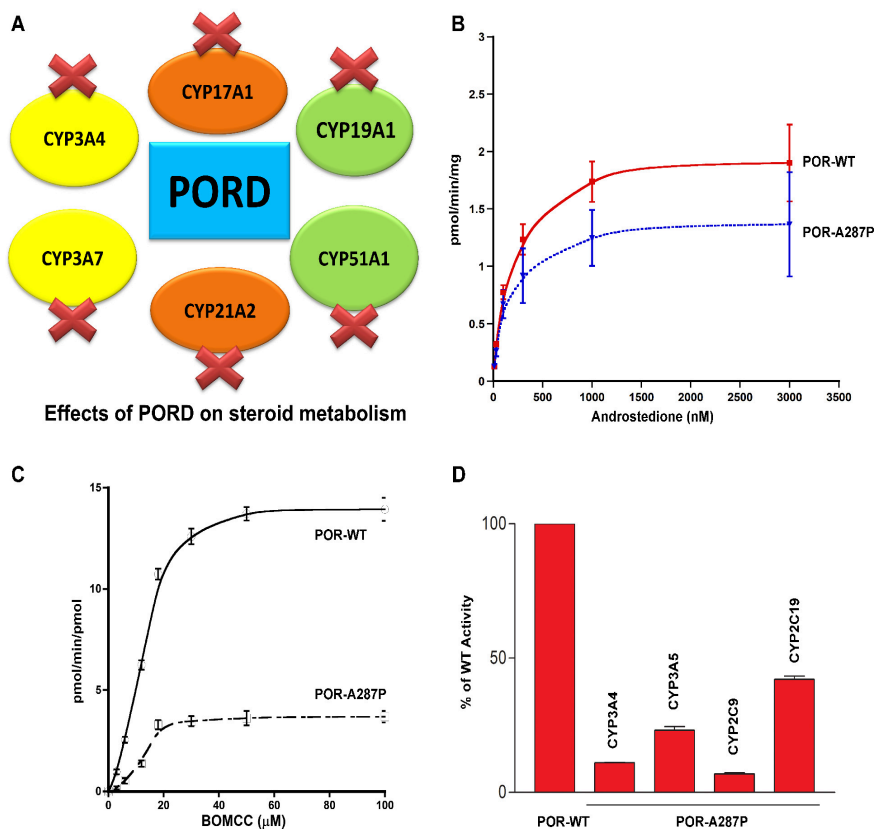 A
CYP17A1
CYP3A4
CYP19A1
PORD
CYP3A7
CYP51A1
CYP21A2
Effects of PORD on steroid metabolism
B
3
2.5
2
1.5
1
0.5
0
pmol/min/mg
POR-WT
POR-A287P
0
500
1000
1500
2000
2500
3000
3500
Androstedione (nM)
C
15
10
5
0
pmol/min/pmol
POR-WT
POR-A287P
0
20
40
60
80
100
BOMCC (μM)
D
100
50
0
% of WT Activity
CYP3A4
CYP3A5
CYP2C9
CYP2C19
POR-WT
POR-A287P